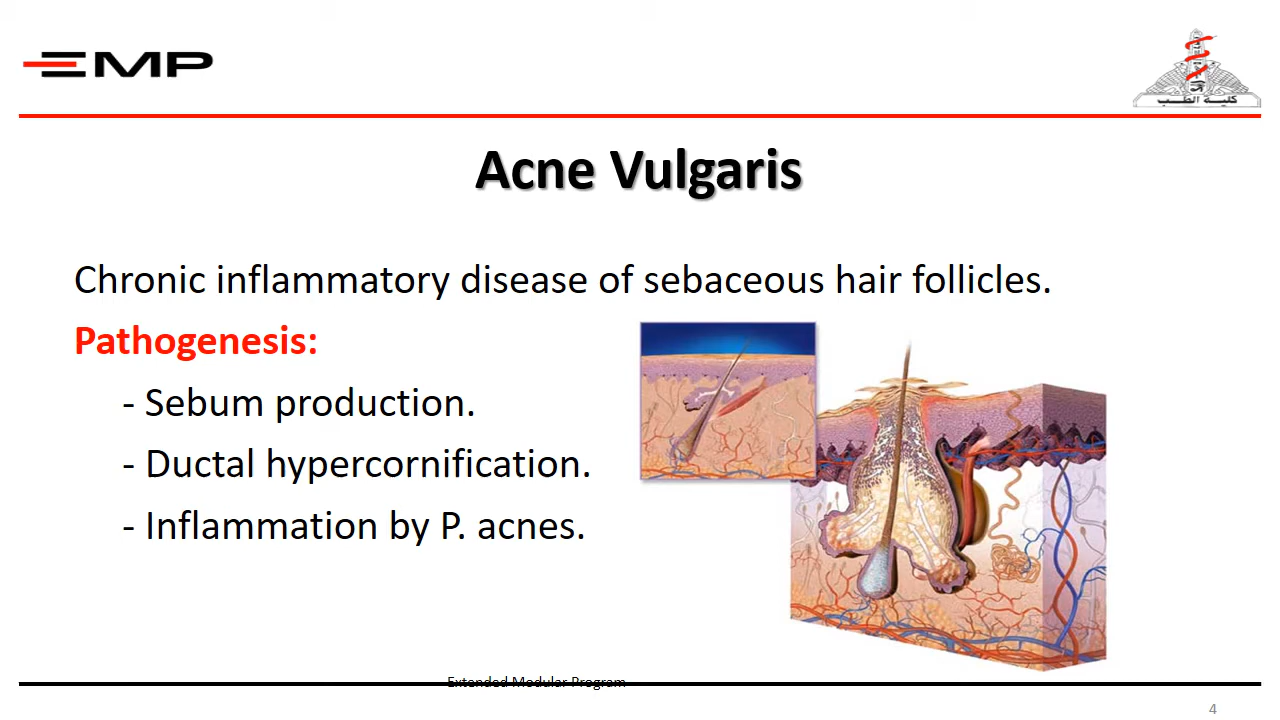 EMP
كلية الطب
Acne Vulgaris
Chronic inflammatory disease of sebaceous hair follicles.
Pathogenesis:
- Sebum production.
- Ductal hypercornification.
- Inflammation by P. acnes.
Extended Modular Program
4